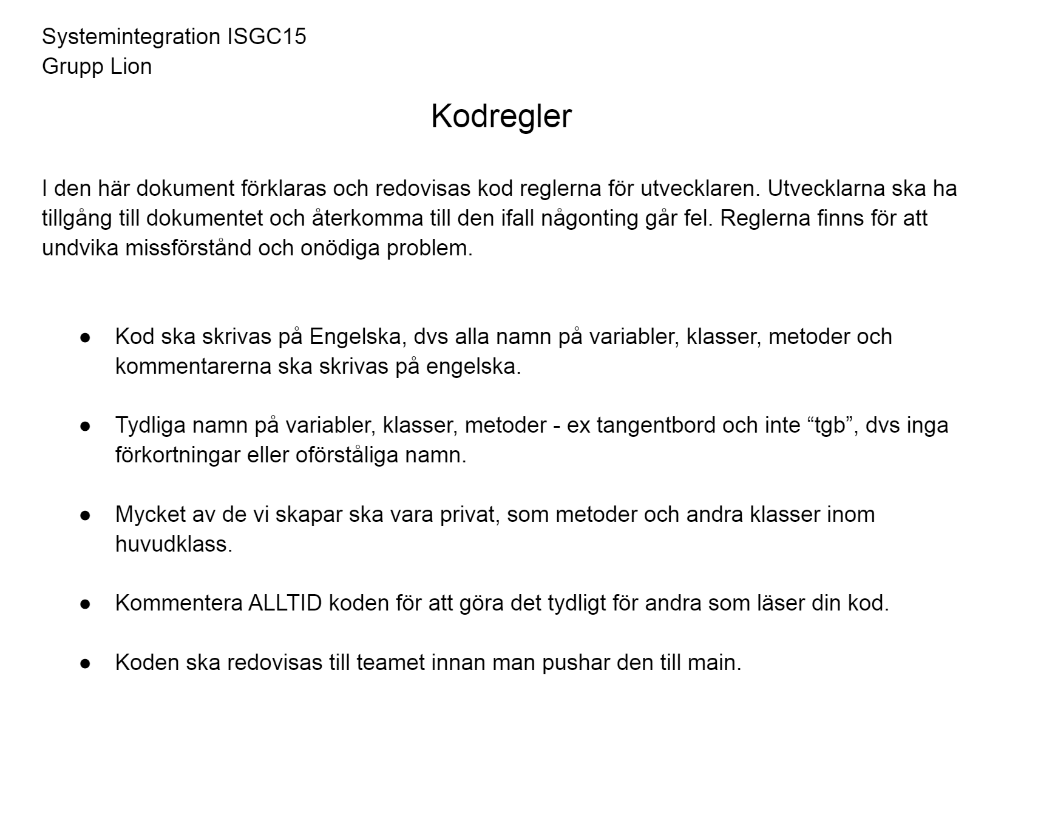 Systemintegration ISGC15
Grupp Lion
Kodregler
I den här dokument förklaras och redovisas kod reglerna för utvecklaren. Utvecklarna ska ha
tillgång till dokumentet och återkomma till den ifall någonting går fel. Reglerna finns för att
undvika missförstånd och onödiga problem.
● Kod ska skrivas på Engelska, dvs alla namn på variabler, klasser, metoder och
kommentarerna ska skrivas på engelska.
● Tydliga namn på variabler, klasser, metoder - ex tangentbord och inte “tgb”, dvs inga
förkortningar eller oförståliga namn.
● Mycket av de vi skapar ska vara privat, som metoder och andra klasser inom
huvudklass.
● Kommentera ALLTID koden för att göra det tydligt för andra som läser din kod.
● Koden ska redovisas till teamet innan man pushar den till main.